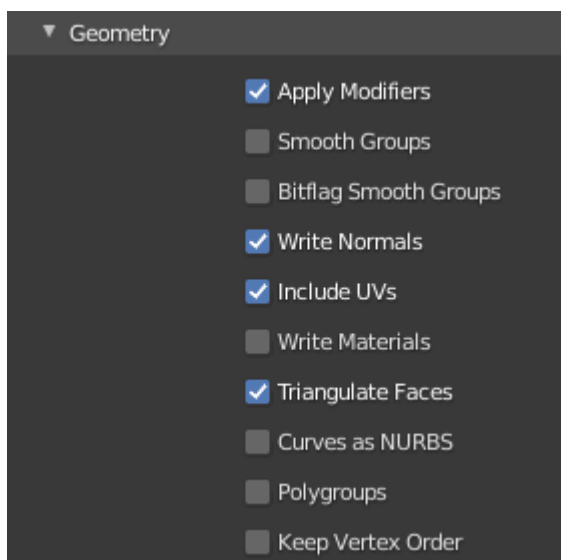 Geometry
Apply Modifiers
Smooth Groups
Bitflag Smooth Groups
Write Normals
Include UVs
Write Materials
Triangulate Faces
Curves as NURBS
Polygroups
Keep Vertex Order